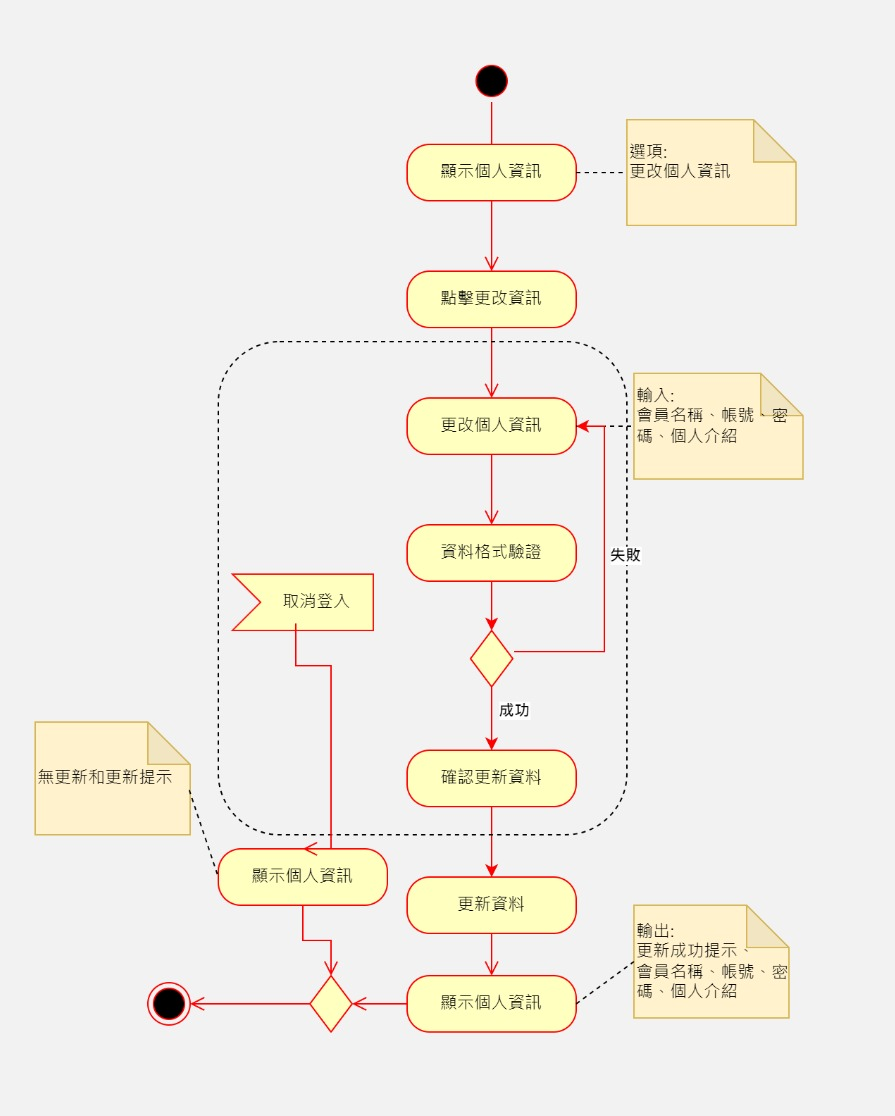 顯示個人資訊
選項:
更改個人資訊
點擊更改資訊
更改個人資訊
輸入:
會員名稱、帳號、密
碼、個人介紹
資料格式驗證
失敗
取消登入
成功
無更新和更新提示
確認更新資料
顯示個人資訊
更新資料
輸出:
更新成功提示、
會員名稱、帳號、密
碼、個人介紹
顯示個人資訊